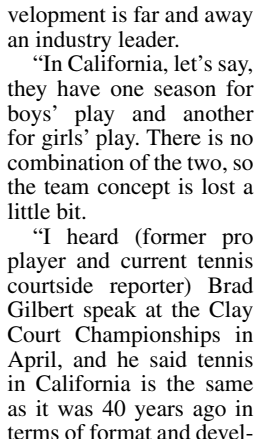 velopment is far and away
an industry leader.
“In California, let’s say,
they have one season for
boys’ play and another
for girls’ play. There is no
combination of the two, so
the team concept is lost a
little bit.
“I heard (former pro
player and current tennis
courtside reporter) Brad
Gilbert speak at the Clay
Court Championships in
April, and he said tennis
in California is the same
as it was 40 years ago in
terms of format and devel-